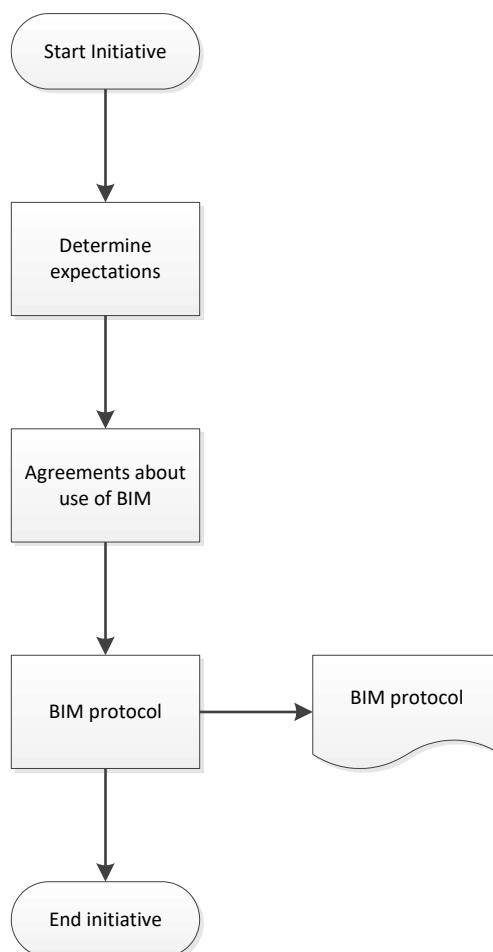 Start Initiative
Determine
expectations
Agreements about
use of BIM
BIM protocol
BIM protocol
End initiative